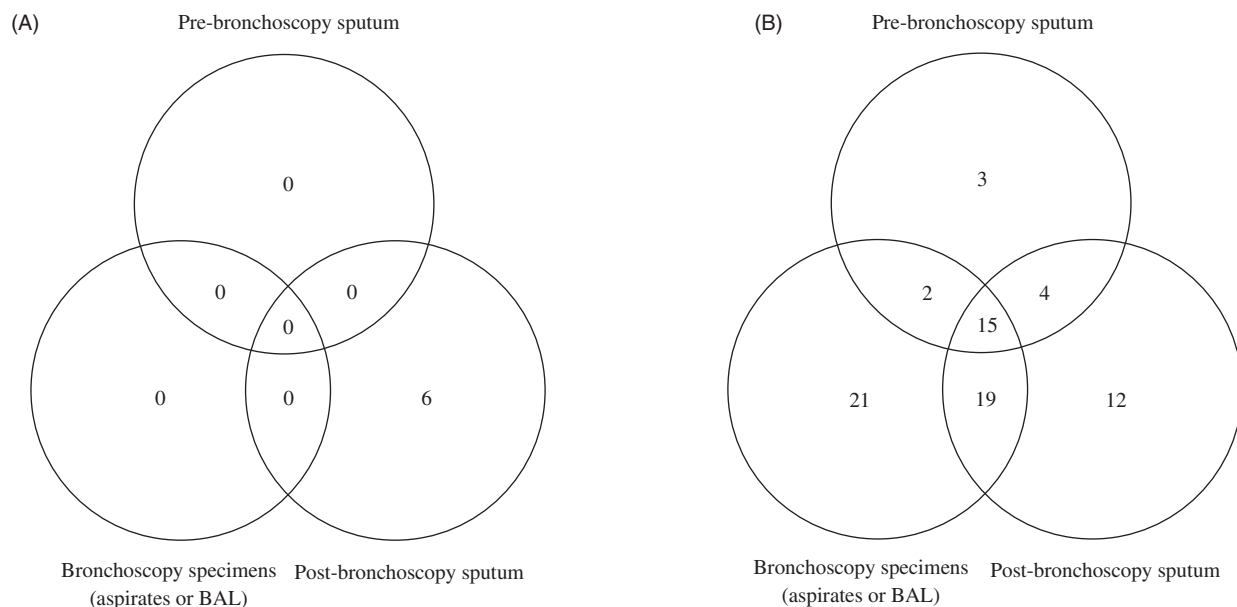 (A)
Pre-bronchoscopy sputum
0
0
0
0
0
0
6
Bronchoscopy specimens
(aspirates or BAL)
Post-bronchoscopy sputum
(B)
Pre-bronchoscopy sputum
3
2
4
15
21
19
12
Bronchoscopy specimens
(aspirates or BAL)
Post-bronchoscopy sputum